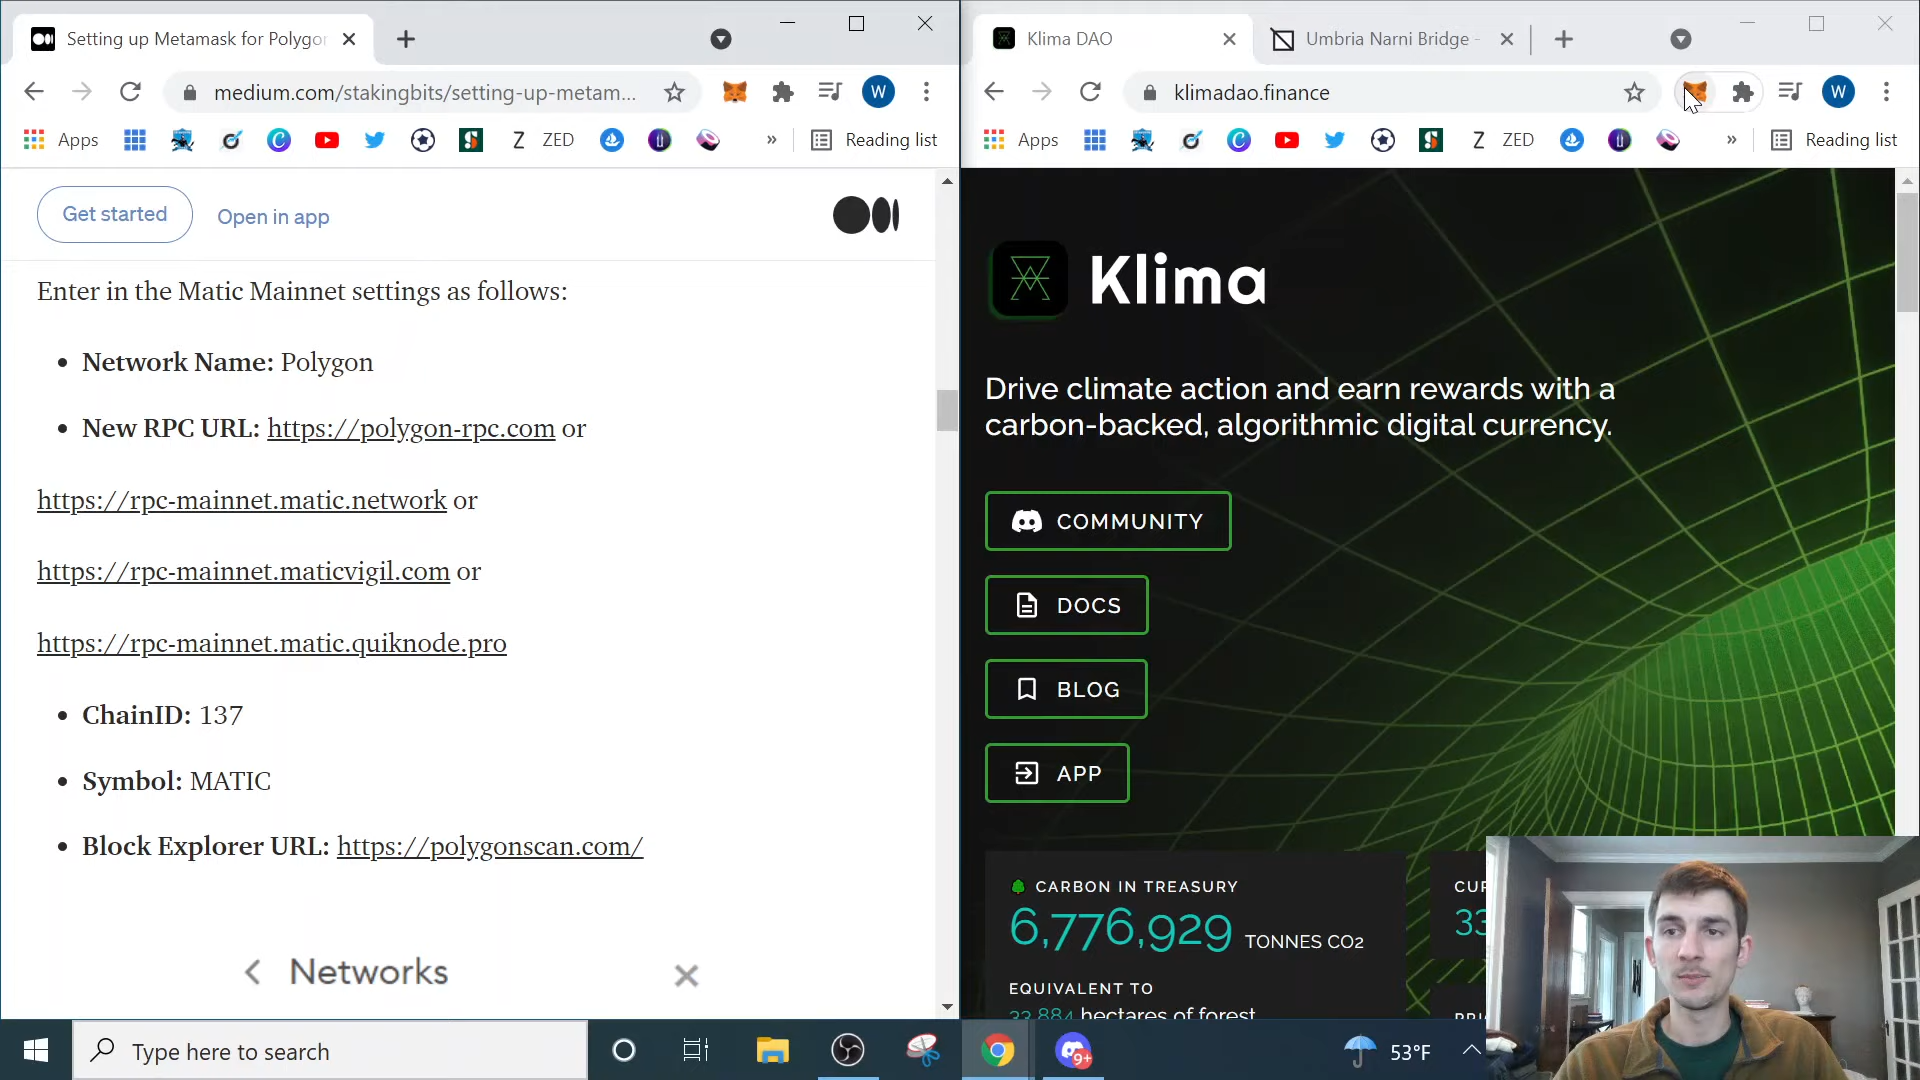 Setting up Metamask for Polygon
medium.com/stakingbits/setting-up-metam...
W
Apps
Z ZED
»
Reading list
Get started
Open in app
Enter in the Matic Mainnet settings as follows:
• Network Name: Polygon
• New RPC URL: https://polygon-rpc.com or
https://rpc-mainnet.matic.network or
https://rpc-mainnet.maticvigil.com or
https://rpc-mainnet.matic.quiknode.pro
• ChainID: 137
• Symbol: MATIC
• Block Explorer URL: https://polygonscan.com/
Networks
Klima DAO
Umbria Narni Bridge -
klimadao.finance
W
Apps
Z ZED
»
Reading list
Klima
Drive climate action and earn rewards with a
carbon-backed, algorithmic digital currency.
COMMUNITY
DOCS
BLOG
APP
CARBON IN TREASURY
6,776,929 TONNES CO2
EQUIVALENT TO
33,884 hectares of forest
Type here to search
9+
53°F